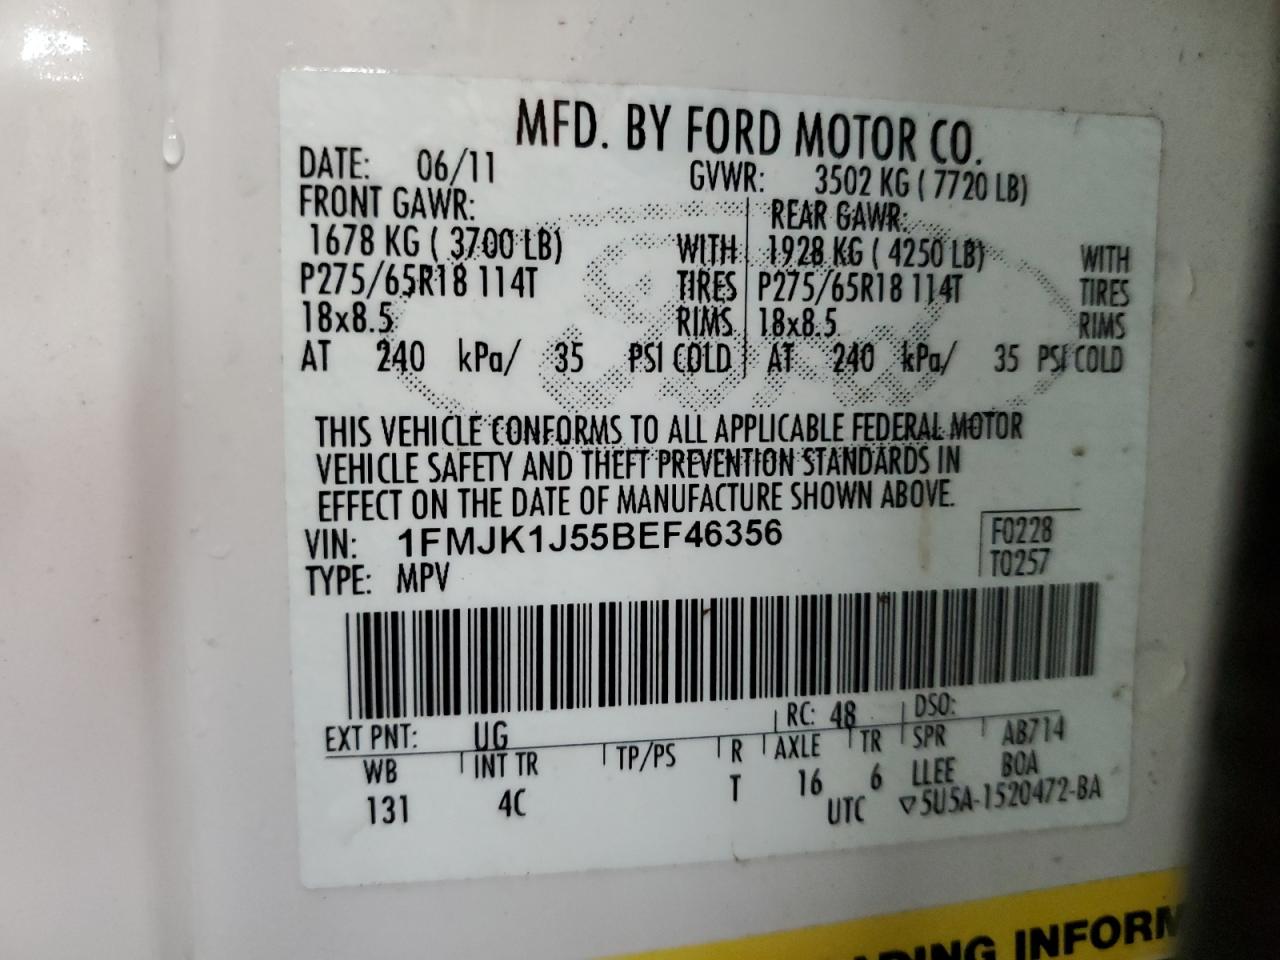 MFD. BY FORD MOTOR CO.
DATE: 06/11 GVWR: 3502 KG ( 7720 LB)
FRONT GAWR: REAR GAWR:
1678 KG ( 3700 LB) WITH 1928 KG ( 4250 LB) WITH
P275/65R18 114T TIRES P275/65R18 114T TIRES
18x8.5 RIMS 18x8.5 RIMS
AT 240 kPa/ 35 PSI COLD AT 240 kPa/ 35 PSI COLD
THIS VEHICLE CONFORMS TO ALL APPLICABLE FEDERAL MOTOR
VEHICLE SAFETY AND THEFT PREVENTION STANDARDS IN
EFFECT ON THE DATE OF MANUFACTURE SHOWN ABOVE.
VIN: 1FMJK1J55BEF46356 F0228
TYPE: MPV T0257
EXT PNT: UG RC: 48 DSO:
WB INT TR TP/PS R AXLE TR SPR AB714
131 4C T 16 6 LLEE BOA
UTC ▽5U5A-1520472-BA
ADING INFORM